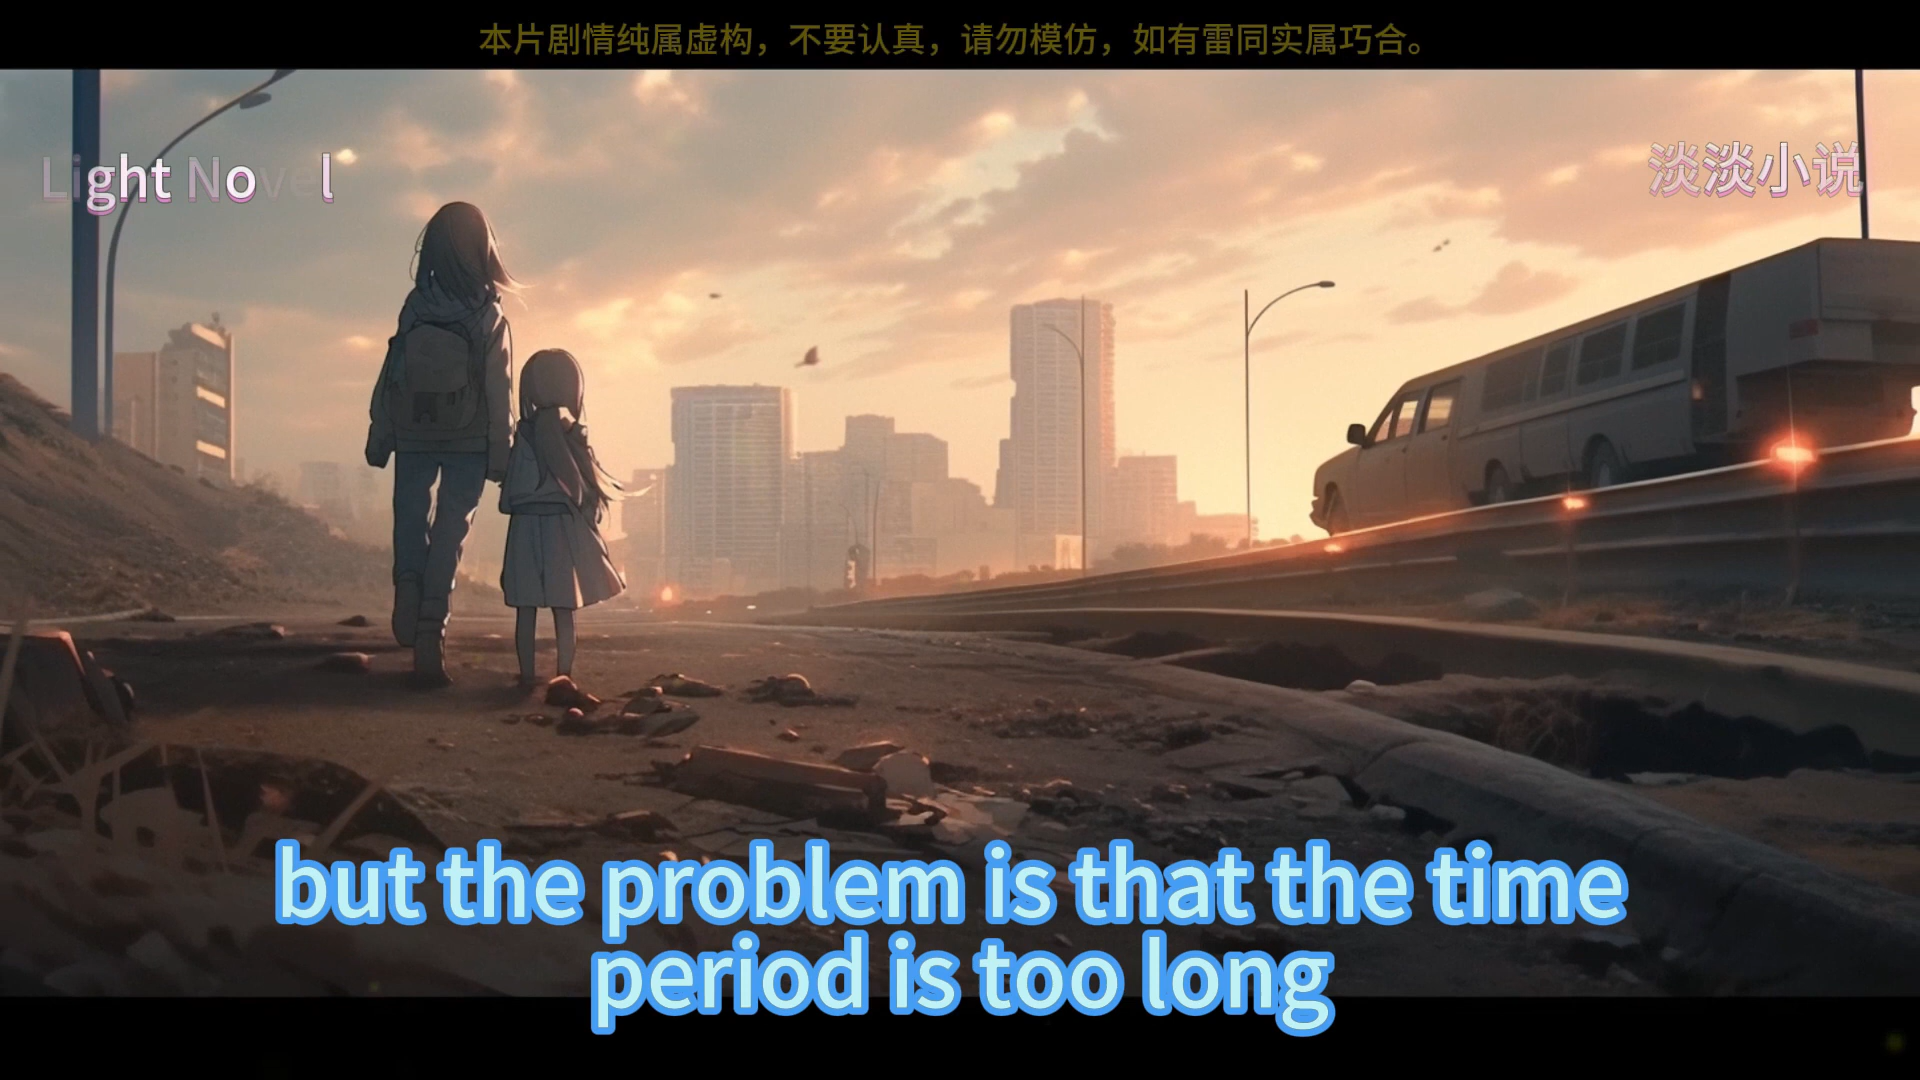 本片剧情纯属虚构，不要认真，请勿模仿，如有雷同实属巧合。
Light Novel
淡淡小说
but the problem is that the time
period is too long